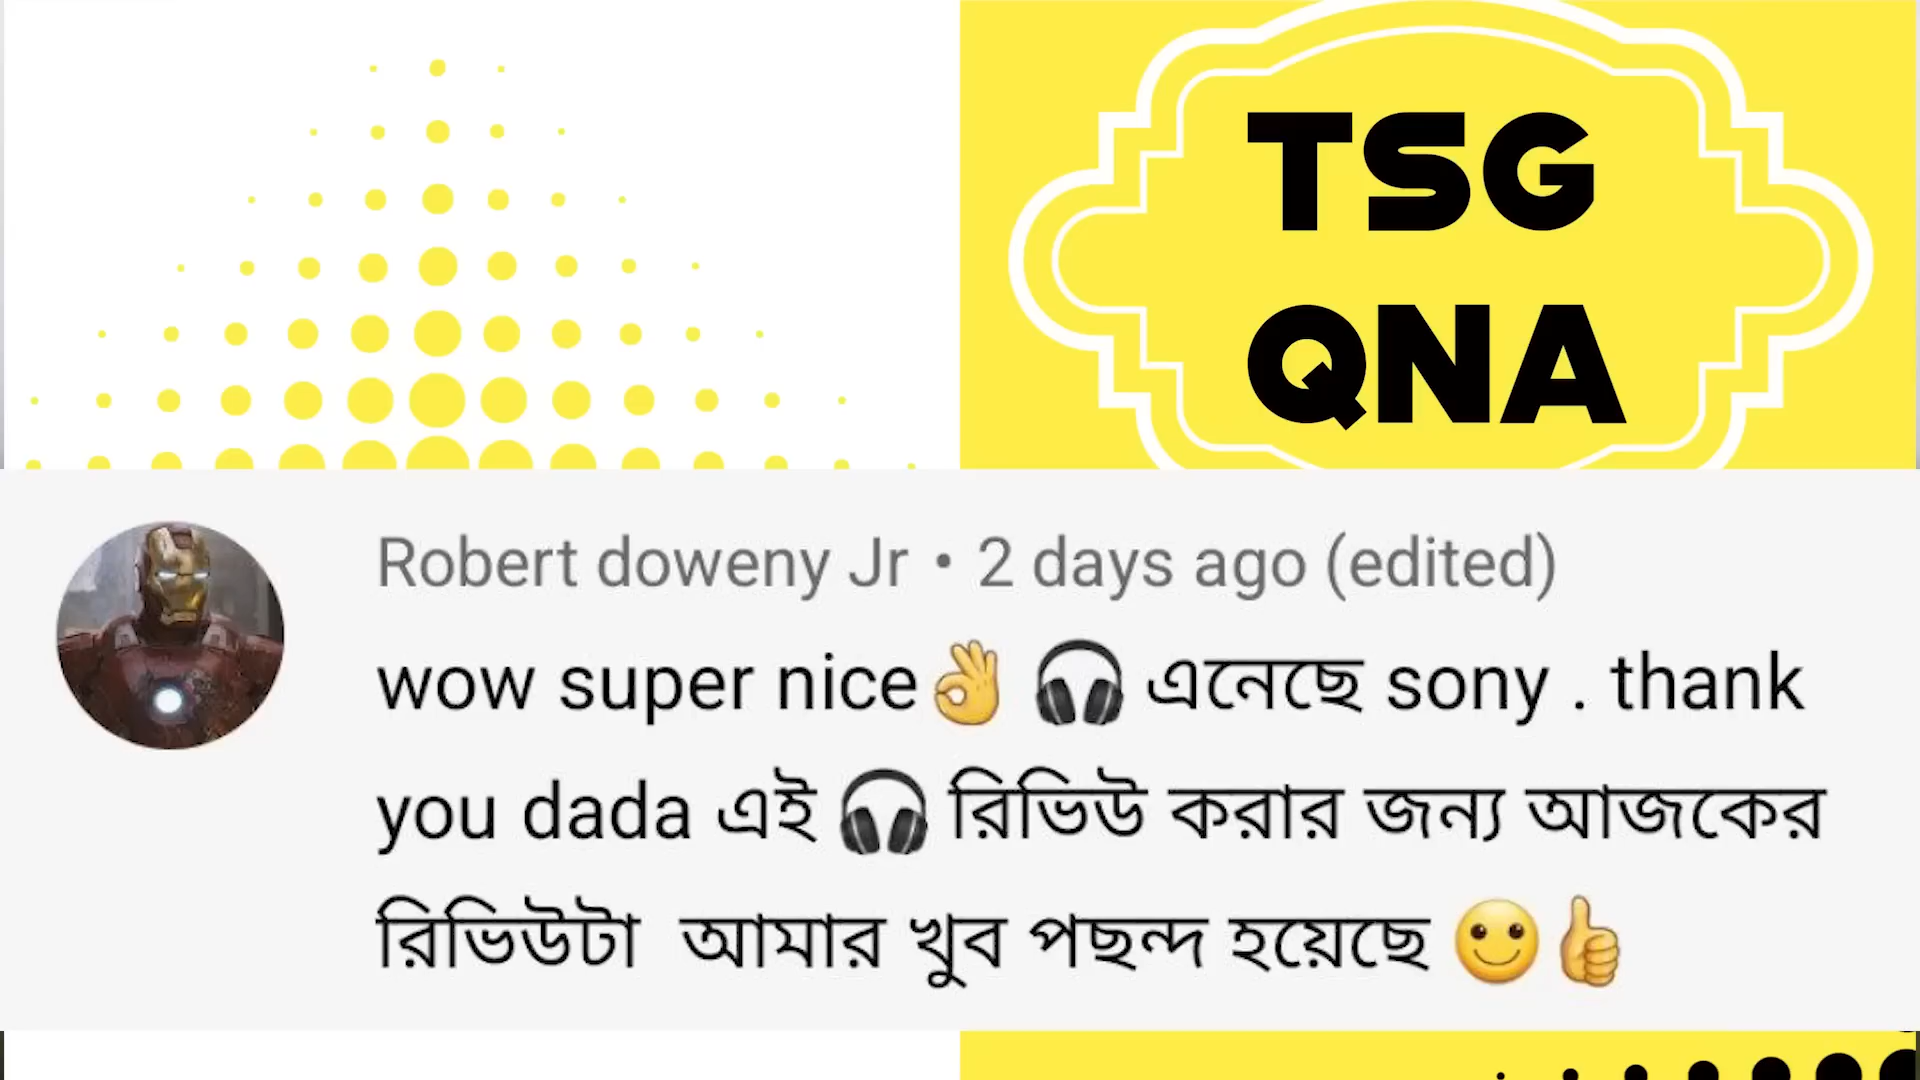 TSG
QNA
Robert doweny Jr • 2 days ago (edited)
wow super nice👌 🎧 এনেছে sony . thank
you dada এই 🎧 রিভিউ করার জন্য আজকের
রিভিউটা আমার খুব পছন্দ হয়েছে 🙂👍